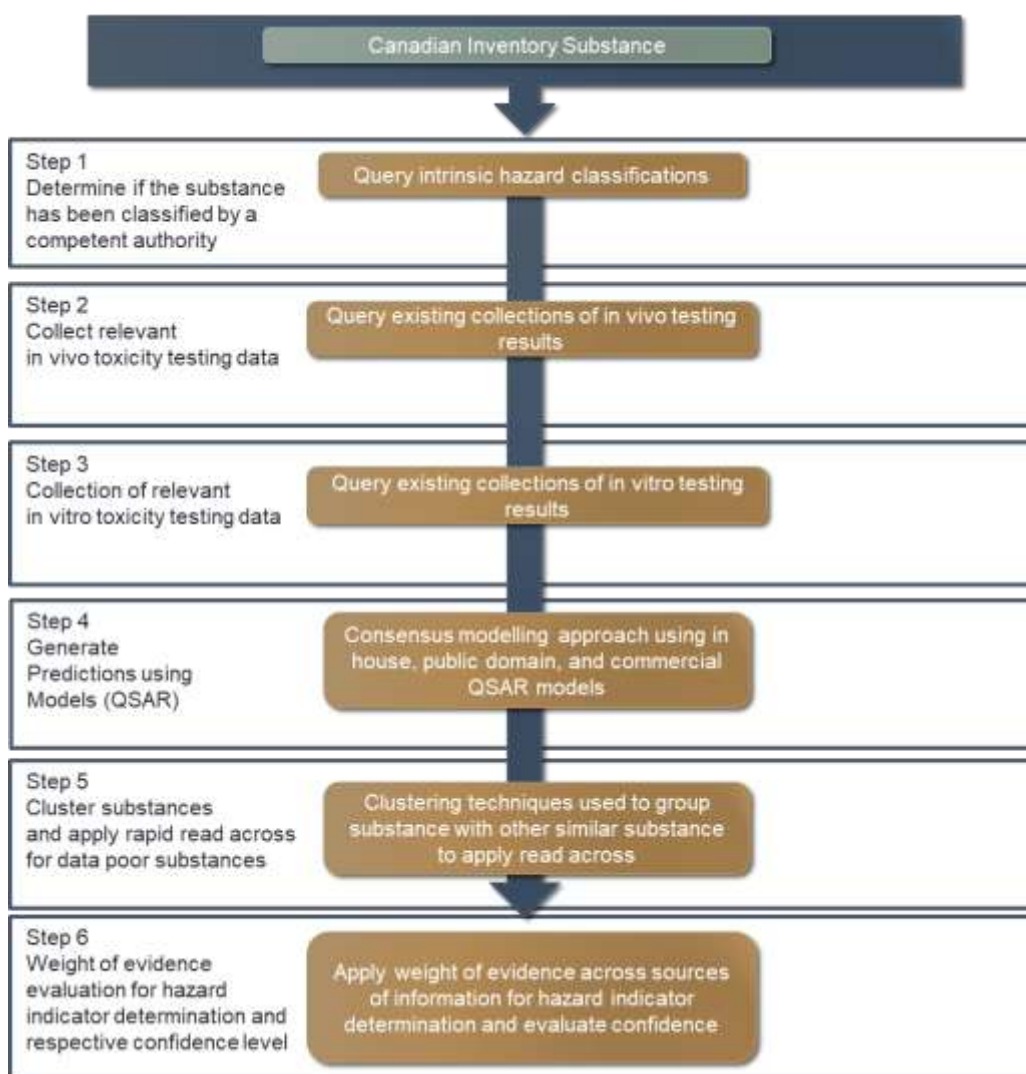 Canadian Inventory Substance
Step 1
Determine if the substance
has been classified by a
competent authority
Query intrinsic hazard classifications
Step 2
Collect relevant
in vivo toxicity testing data
Query existing collections of in vivo testing
results
Step 3
Collection of relevant
in vitro toxicity testing data
Query existing collections of in vitro testing
results
Step 4
Generate
Predictions using
Models (QSAR)
Consensus modelling approach using in
house, public domain, and commercial
QSAR models
Step 5
Cluster substances
and apply rapid read across
for data poor substances
Clustering techniques used to group
substance with other similar substance
to apply read across
Step 6
Weight of evidence
evaluation for hazard
indicator determination and
respective confidence level
Apply weight of evidence across sources
of information for hazard indicator
determination and evaluate confidence